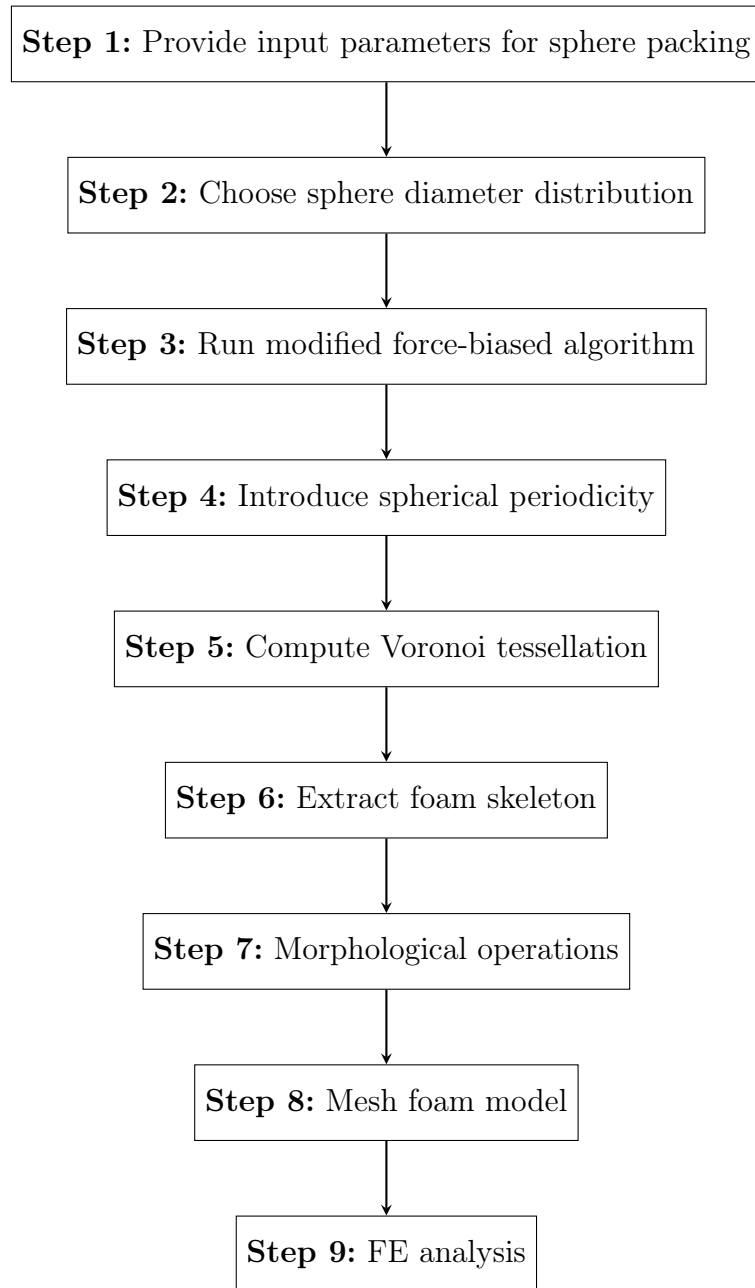 Step 1: Provide input parameters for sphere packing
Step 2: Choose sphere diameter distribution
Step 3: Run modified force-biased algorithm
Step 4: Introduce spherical periodicity
Step 5: Compute Voronoi tessellation
Step 6: Extract foam skeleton
Step 7: Morphological operations
Step 8: Mesh foam model
Step 9: FE analysis